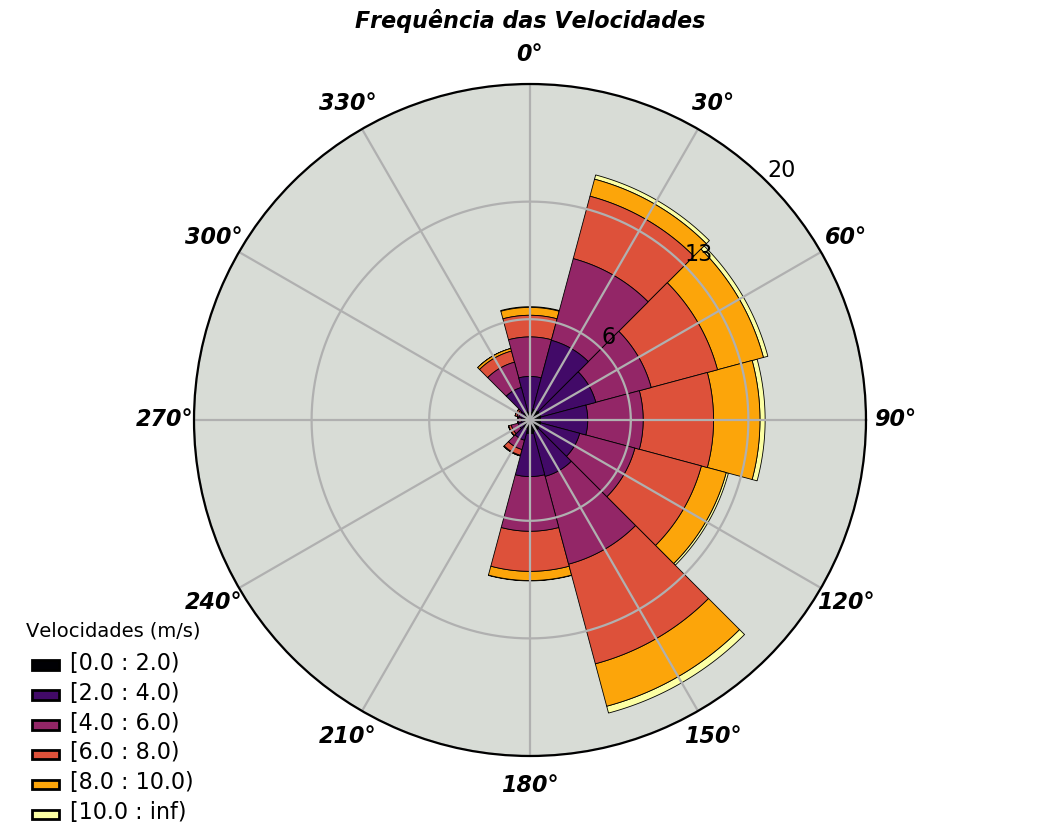 Frequência das Velocidades
0°
330°
30°
20
300°
60°
13
6
270°
90°
240°
120°
210°
150°
180°
Velocidades (m/s)
[0.0 : 2.0)
[2.0 : 4.0)
[4.0 : 6.0)
[6.0 : 8.0)
[8.0 : 10.0)
[10.0 : inf)